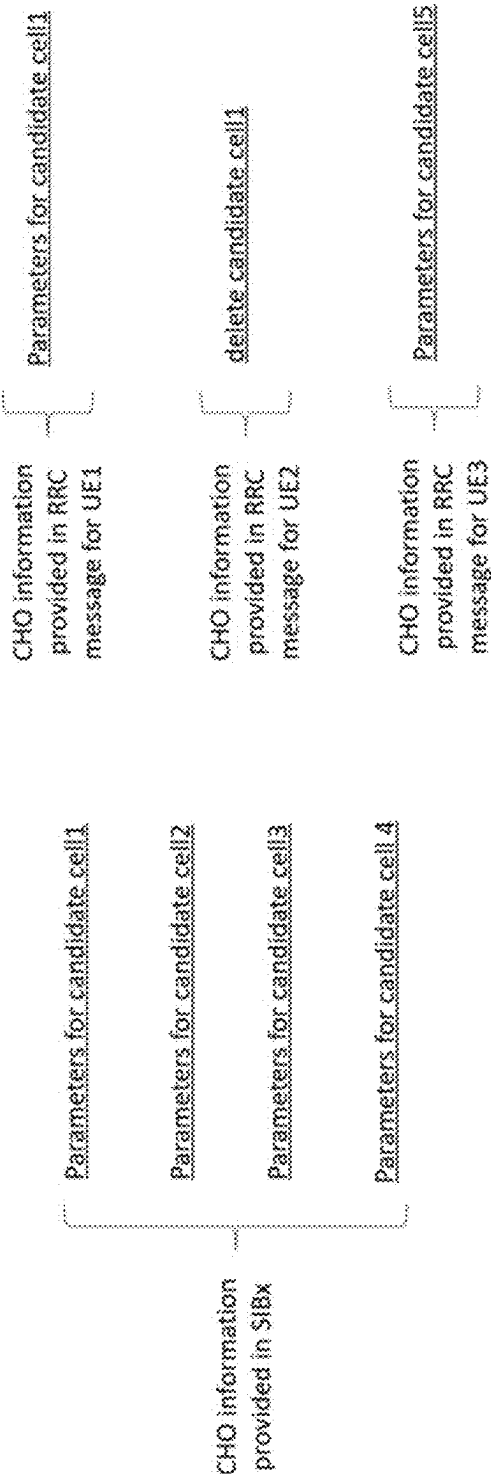 CHO information
provided in SIBx
Parameters for candidate cell1
Parameters for candidate cell2
Parameters for candidate cell3
Parameters for candidate cell 4
CHO information
provided in RRC
message for UE1
Parameters for candidate cell1
CHO information
provided in RRC
message for UE2
delete candidate cell1
CHO information
provided in RRC
message for UE3
Parameters for candidate cell5